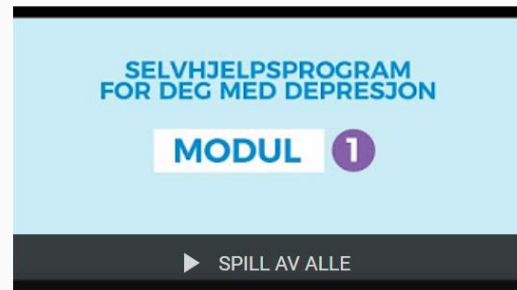 SELVHJELPSPROGRAM
FOR DEG MED DEPRESJON
MODUL 1
SPILL AV ALLE